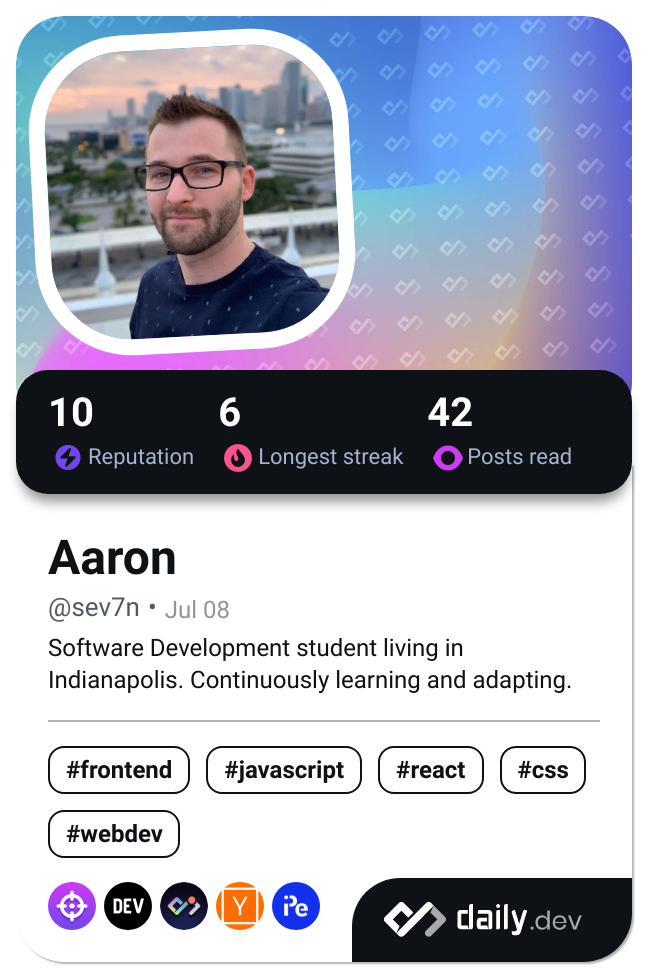 10 6 42
Reputation Longest streak Posts read
Aaron
@sev7n • Jul 08
Software Development student living in
Indianapolis. Continuously learning and adapting.
#frontend #javascript #react #css
#webdev
DEV Y iPe daily.dev